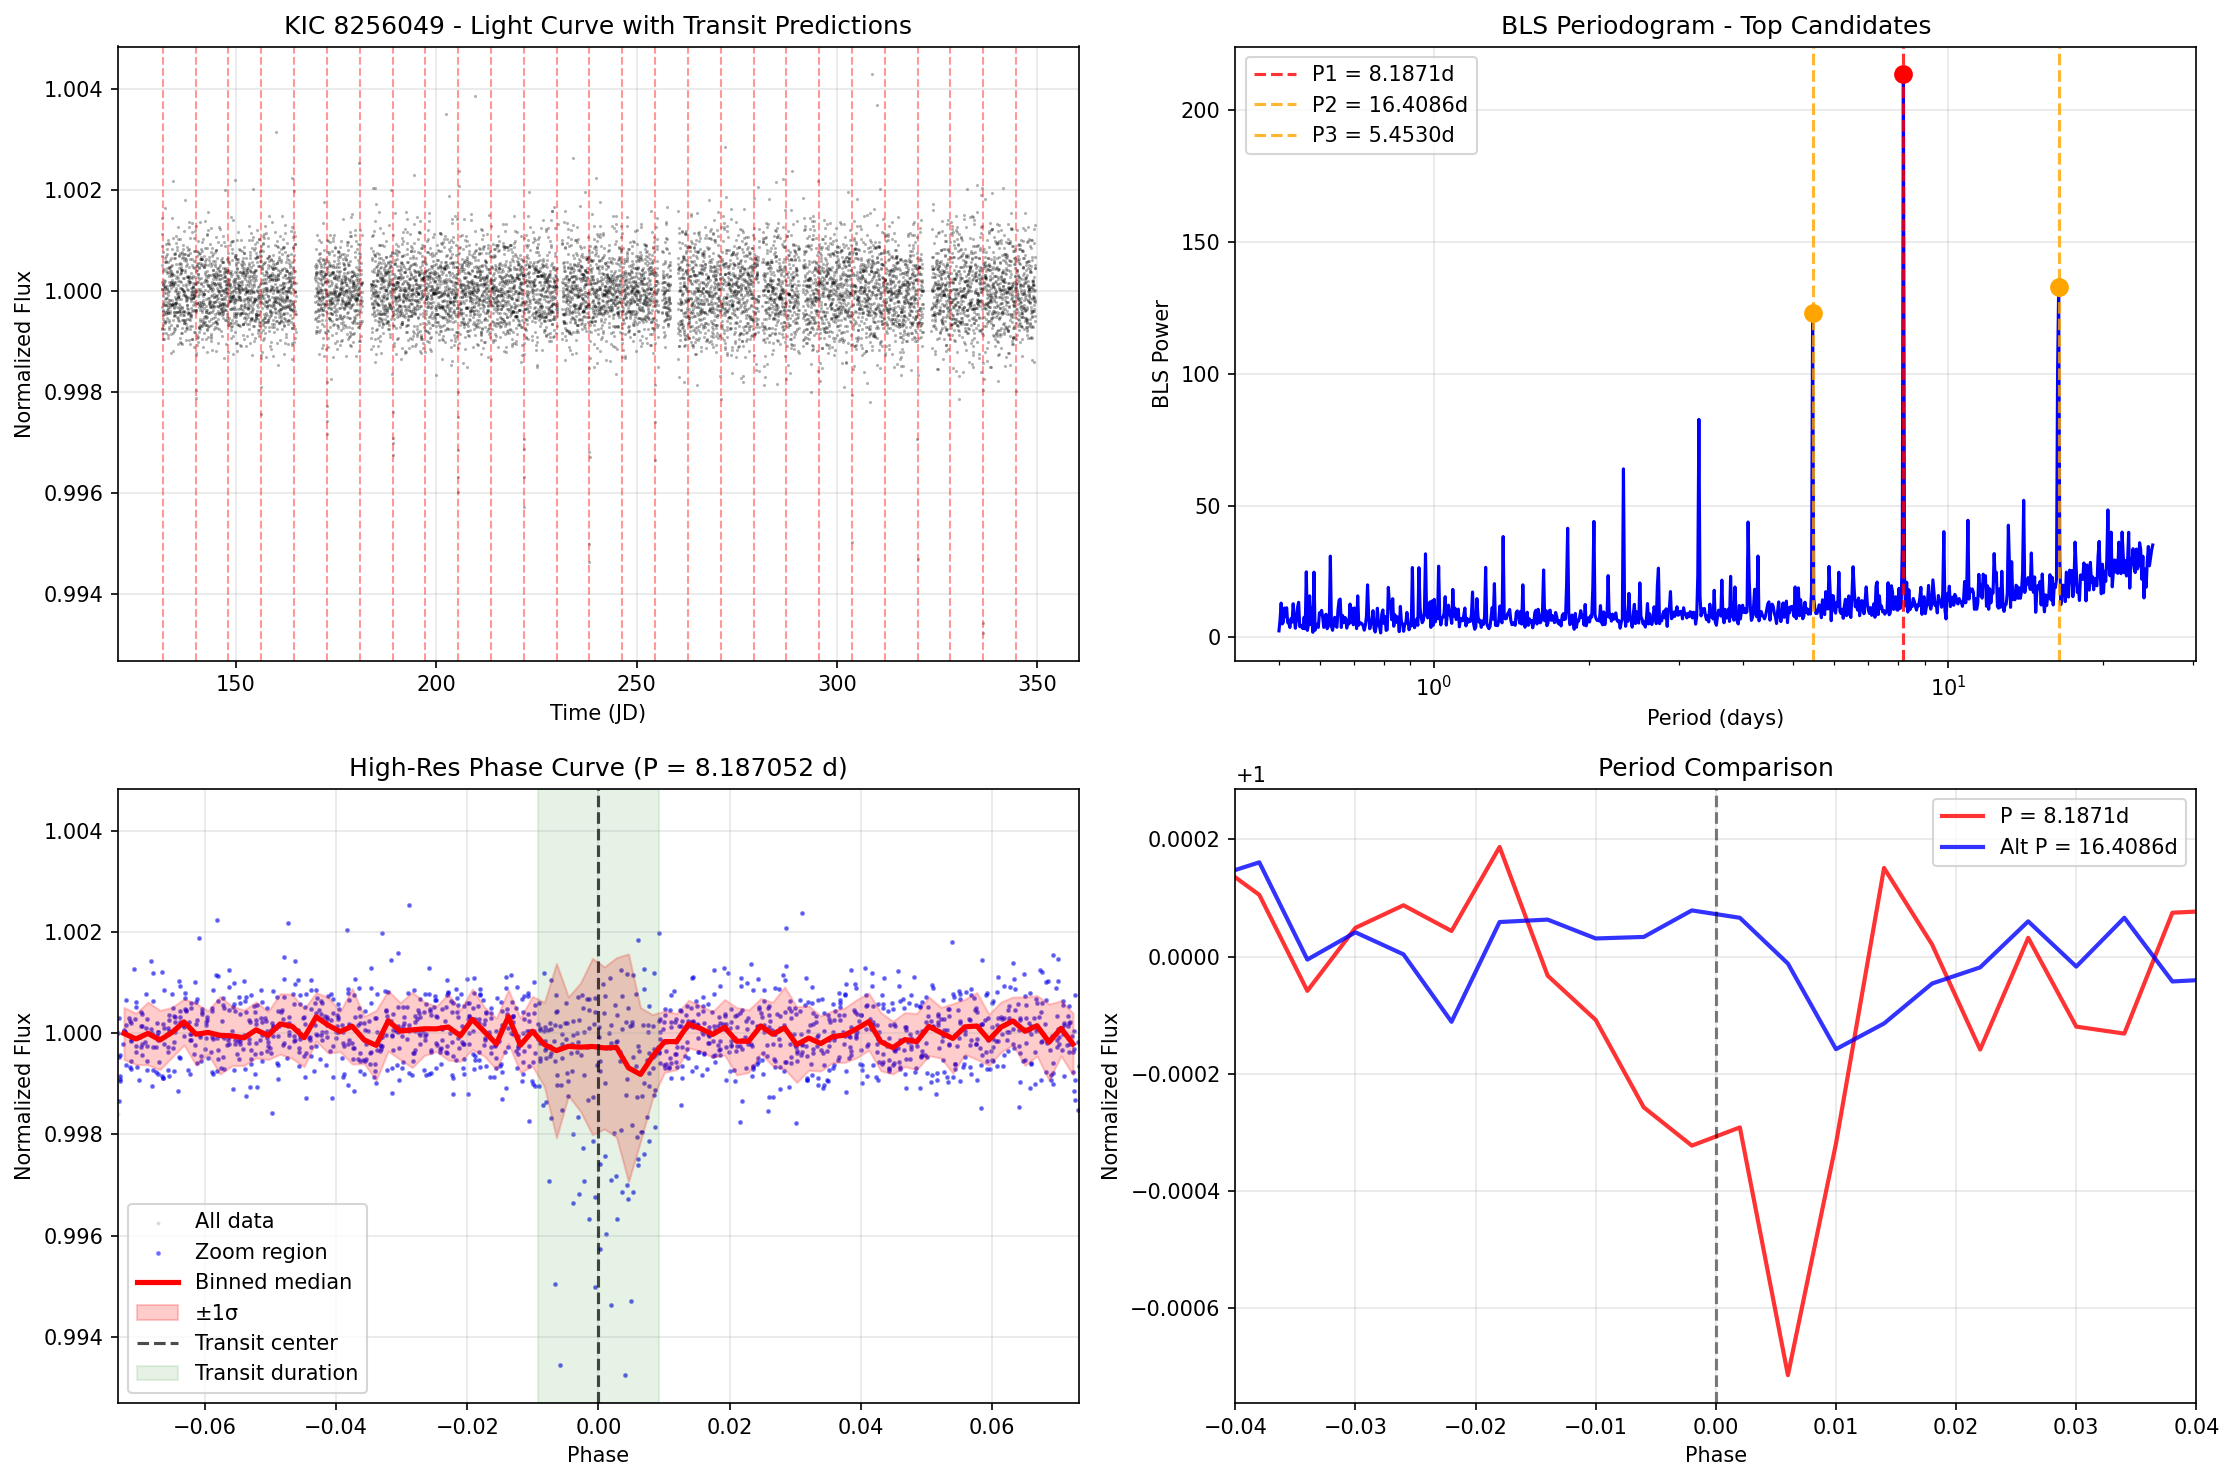 KIC 8256049 - Light Curve with Transit Predictions
1.004
1.002
1.000
0.998
0.996
0.994
Normalized Flux
150
200
250
300
350
Time (JD)
BLS Periodogram - Top Candidates
P1 = 8.1871d
P2 = 16.4086d
P3 = 5.4530d
200
150
100
50
0
BLS Power
10⁰
10¹
Period (days)
High-Res Phase Curve (P = 8.187052 d)
1.004
1.002
1.000
0.998
0.996
0.994
Normalized Flux
All data
Zoom region
Binned median
±1σ
Transit center
Transit duration
−0.06
−0.04
−0.02
0.00
0.02
0.04
0.06
Phase
Period Comparison
+1
P = 8.1871d
Alt P = 16.4086d
0.0002
0.0000
−0.0002
−0.0004
−0.0006
Normalized Flux
−0.04
−0.03
−0.02
−0.01
0.00
0.01
0.02
0.03
0.04
Phase